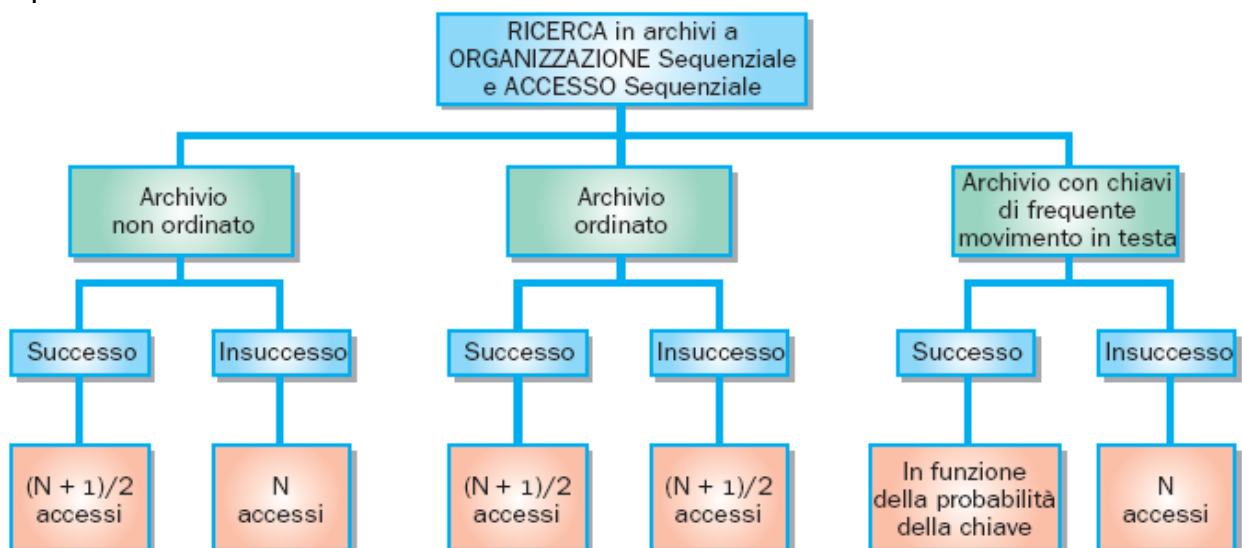 RICERCA in archivi a
ORGANIZZAZIONE Sequenziale
e ACCESSO Sequenziale
Archivio
non ordinato
Archivio
ordinato
Archivio con chiavi
di frequente
movimento in testa
Successo
Insuccesso
Successo
Insuccesso
Successo
Insuccesso
(N + 1)/2
accessi
N
accessi
(N + 1)/2
accessi
(N + 1)/2
accessi
In funzione
della probabilità
della chiave
N
accessi